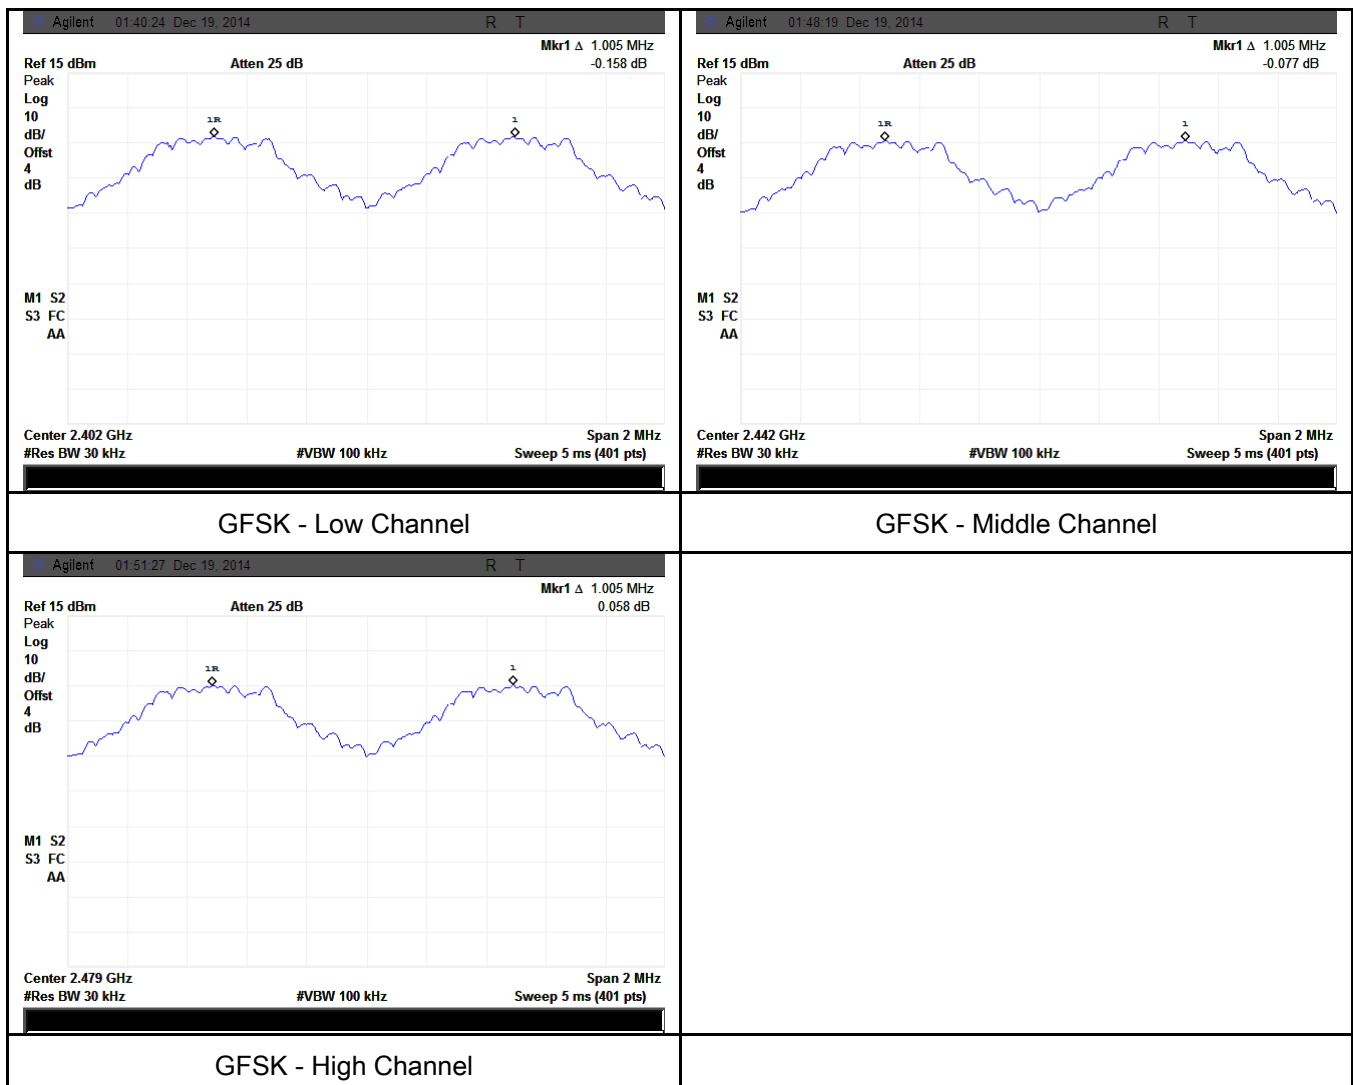 Agilent 01:40:24 Dec 19, 2014 R T
Mkr1 Δ 1.005 MHz
Ref 15 dBm Atten 25 dB -0.158 dB
Peak
Log
10
dB/
Offst
4
dB
1R 1
M1 S2
S3 FC
AA
Center 2.402 GHz Span 2 MHz
#Res BW 30 kHz #VBW 100 kHz Sweep 5 ms (401 pts)
GFSK - Low Channel
Agilent 01:48:19 Dec 19, 2014 R T
Mkr1 Δ 1.005 MHz
Ref 15 dBm Atten 25 dB -0.077 dB
Peak
Log
10
dB/
Offst
4
dB
1R 1
M1 S2
S3 FC
AA
Center 2.442 GHz Span 2 MHz
#Res BW 30 kHz #VBW 100 kHz Sweep 5 ms (401 pts)
GFSK - Middle Channel
Agilent 01:51:27 Dec 19, 2014 R T
Mkr1 Δ 1.005 MHz
Ref 15 dBm Atten 25 dB 0.058 dB
Peak
Log
10
dB/
Offst
4
dB
1R 1
M1 S2
S3 FC
AA
Center 2.479 GHz Span 2 MHz
#Res BW 30 kHz #VBW 100 kHz Sweep 5 ms (401 pts)
GFSK - High Channel